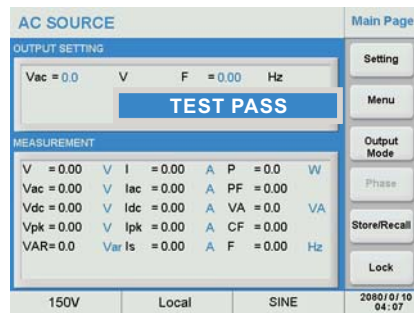 AC SOURCE
Main Page
OUTPUT SETTING
Vac = 0.0 V F = 0.00 Hz
TEST PASS
MEASUREMENT
V = 0.00 V I = 0.00 A P = 0.0 W
Vac = 0.00 V Iac = 0.00 A PF = 0.00
Vdc = 0.00 V Idc = 0.00 A VA = 0.0 VA
Vpk = 0.00 V Ipk = 0.00 A CF = 0.00
VAR= 0.0 Var Is = 0.00 A F = 0.00 Hz
Setting
Menu
Output
Mode
Phase
Store/Recall
Lock
150V Local SINE
2080/0/10
04:07